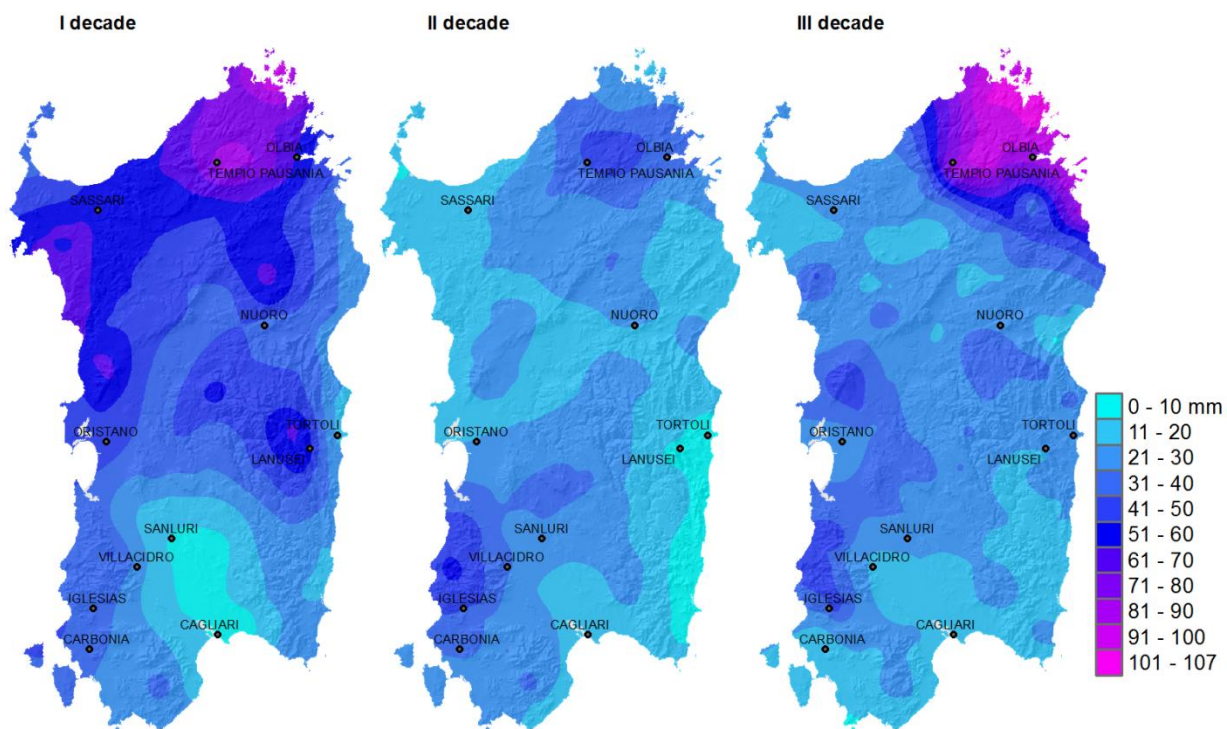 I decade
OLBIA
TEMPIO PAUSANIA
SASSARI
NUORO
ORISTANO
TORTOLI
LANUSEI
SANLURI
VILLACIDRO
IGLESIAS
CAGLIARI
CARBONIA
II decade
OLBIA
TEMPIO PAUSANIA
SASSARI
NUORO
ORISTANO
TORTOLI
LANUSEI
SANLURI
VILLACIDRO
IGLESIAS
CAGLIARI
CARBONIA
III decade
OLBIA
TEMPIO PAUSANIA
SASSARI
NUORO
ORISTANO
TORTOLI
LANUSEI
SANLURI
VILLACIDRO
IGLESIAS
CAGLIARI
CARBONIA
0 - 10 mm
11 - 20
21 - 30
31 - 40
41 - 50
51 - 60
61 - 70
71 - 80
81 - 90
91 - 100
101 - 107